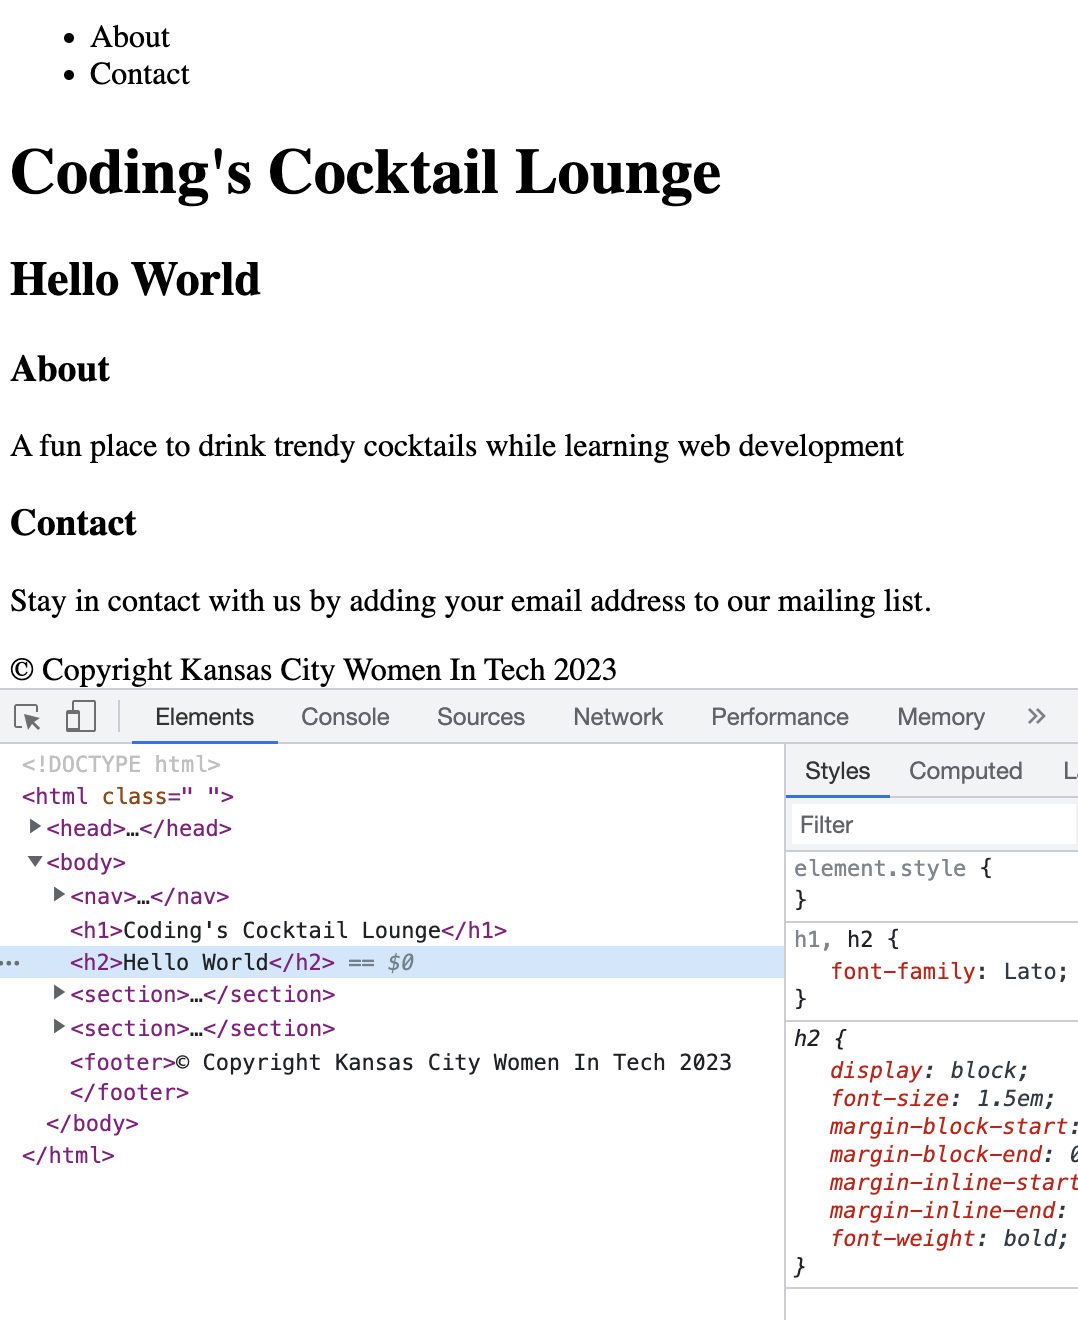 About
Contact
Coding's Cocktail Lounge
Hello World
About
A fun place to drink trendy cocktails while learning web development
Contact
Stay in contact with us by adding your email address to our mailing list.
© Copyright Kansas City Women In Tech 2023
Elements Console Sources Network Performance Memory »
<!DOCTYPE html>
<html class=" ">
<head>…</head>
<body>
<nav>…</nav>
<h1>Coding's Cocktail Lounge</h1>
<h2>Hello World</h2> == $0
<section>…</section>
<section>…</section>
<footer>© Copyright Kansas City Women In Tech 2023
</footer>
</body>
</html>
Styles Computed
Filter
element.style {
}
h1, h2 {
font-family: Lato;
}
h2 {
display: block;
font-size: 1.5em;
margin-block-start:
margin-block-end: 0
margin-inline-start
margin-inline-end:
font-weight: bold;
}